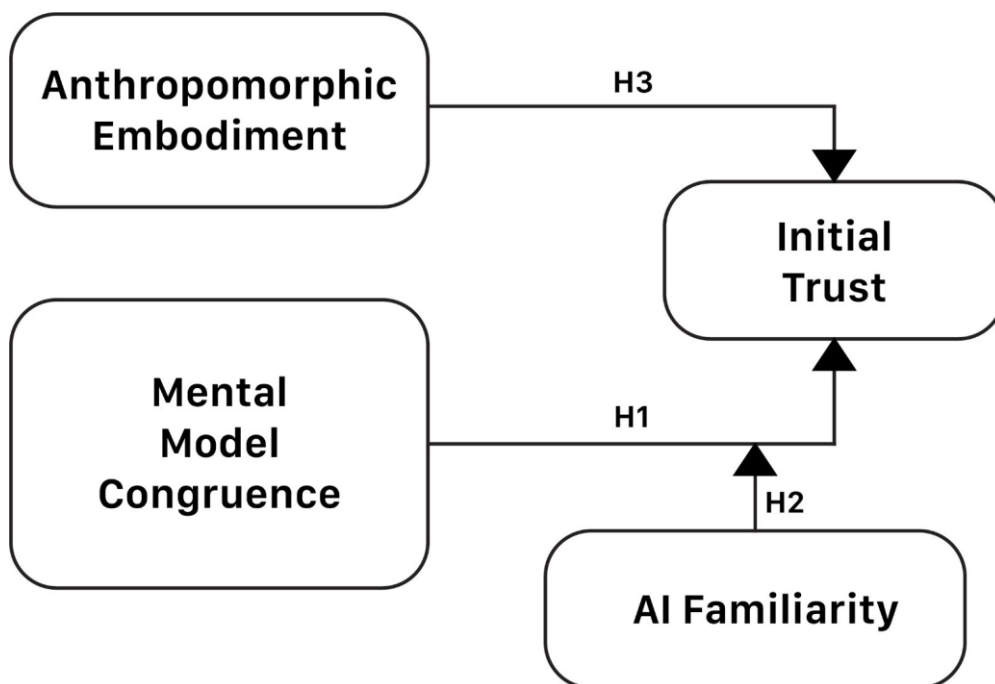 Anthropomorphic
Embodiment
H3
Initial
Trust
Mental
Model
Congruence
H1
H2
AI Familiarity